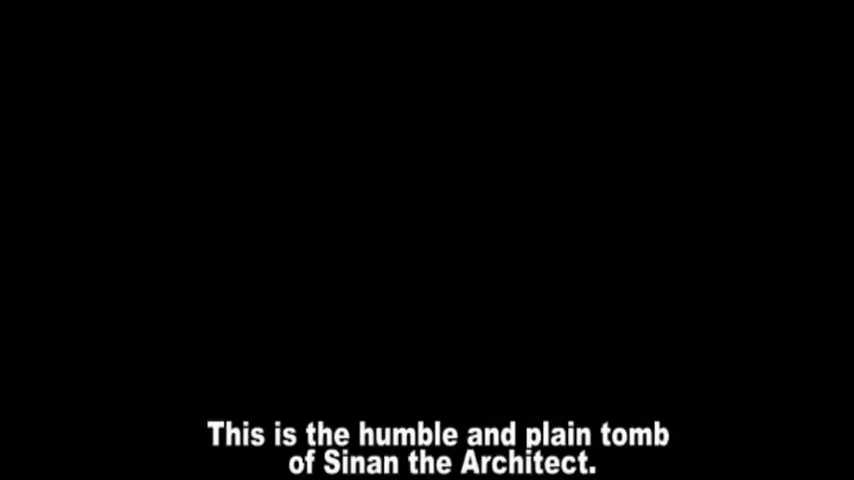 This is the humble and plain tomb
of Sinan the Architect.